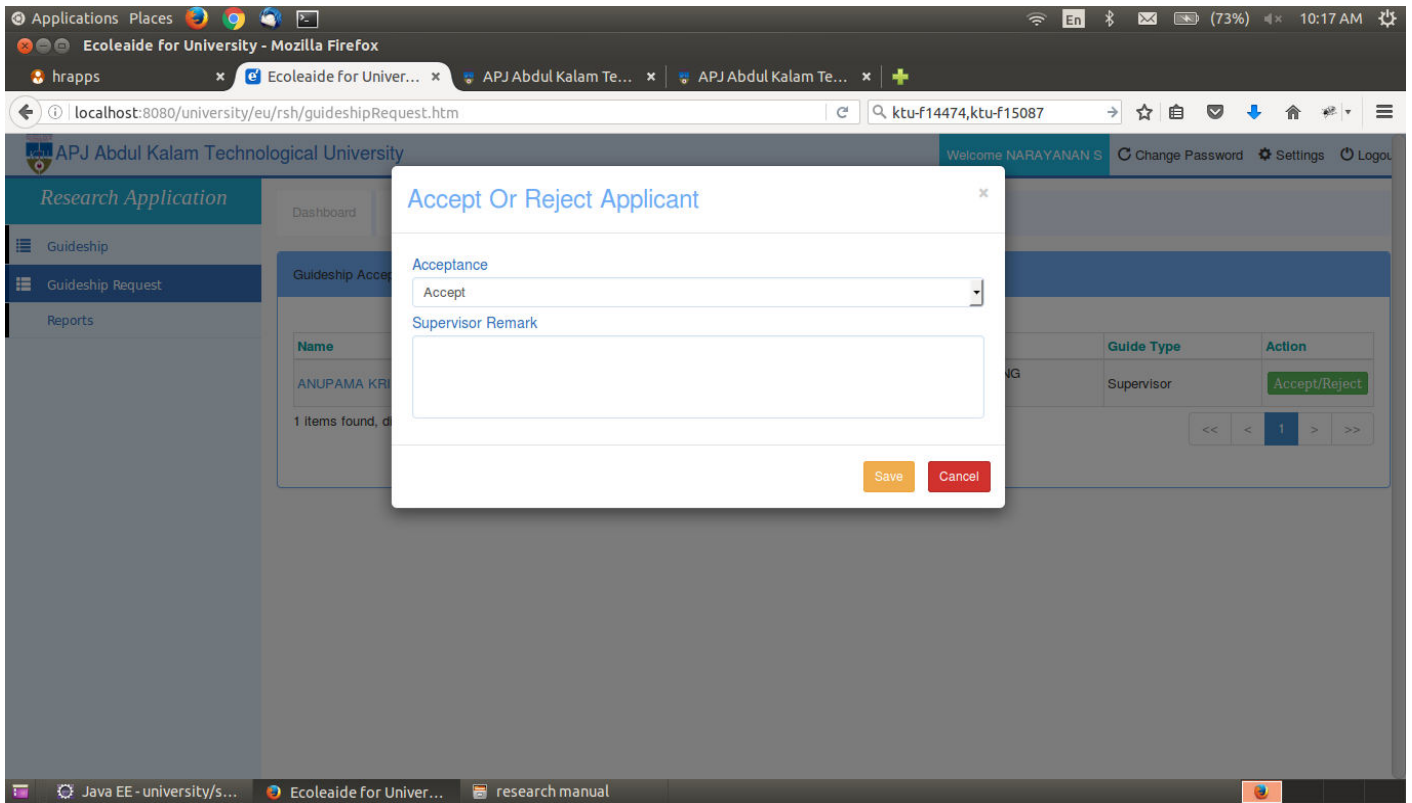 Applications Places En (73%) 10:17 AM
Ecoleaide for University - Mozilla Firefox
hrapps × Ecoleaide for Univer... × APJ Abdul Kalam Te... × APJ Abdul Kalam Te... ×
localhost:8080/university/eu/rsh/guideshipRequest.htm ktu-f14474,ktu-f15087
APJ Abdul Kalam Technological University Welcome NARAYANAN S Change Password Settings Logou
Research Application
Accept Or Reject Applicant ×
Dashboard
Guideship
Guideship Accep
Acceptance
Guideship Request
Accept
Reports
Supervisor Remark
Name Guide Type Action
ANUPAMA KRI NG Supervisor Accept/Reject
1 items found, di << < 1 > >>
Save Cancel
Java EE - university/s... Ecoleaide for Univer... research manual